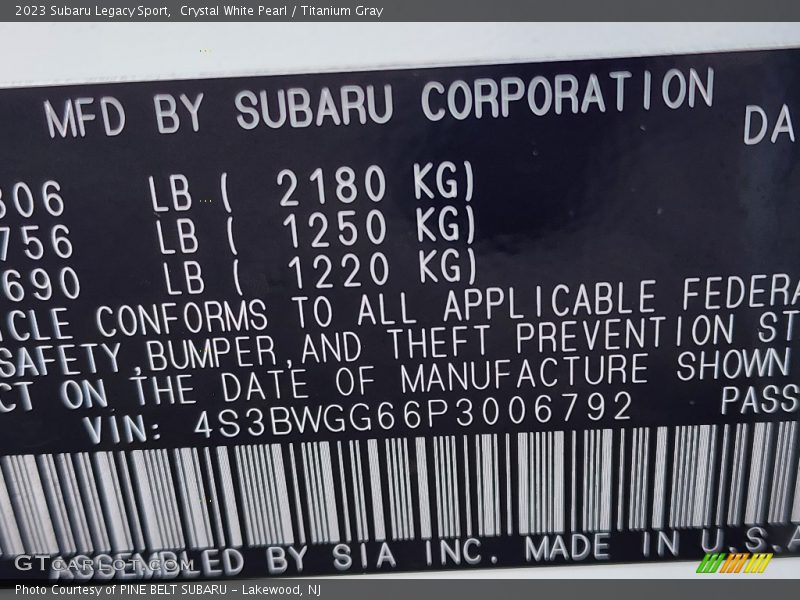 2023 Subaru Legacy Sport, Crystal White Pearl / Titanium Gray
MFD BY SUBARU CORPORATION
DA
306 LB ( 2180 KG)
756 LB ( 1250 KG)
690 LB ( 1220 KG)
ICLE CONFORMS TO ALL APPLICABLE FEDERA
SAFETY,BUMPER,AND THEFT PREVENTION ST
CT ON THE DATE OF MANUFACTURE SHOWN
VIN: 4S3BWGG66P3006792 PASS
ASSEMBLED BY SIA INC. MADE IN U.S.A
GTCarLot.com
Photo Courtesy of PINE BELT SUBARU - Lakewood, NJ